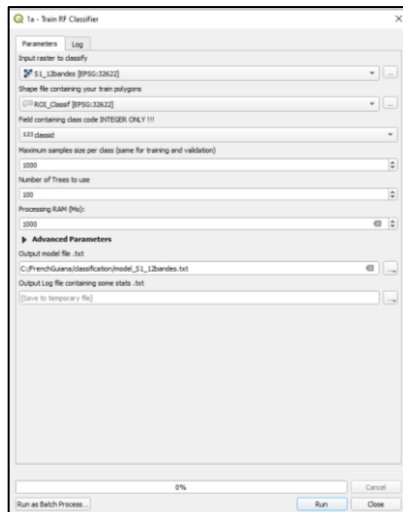 1a - Train RF Classifier
Parameters Log
Input raster to classify
S1_12bandes [EPSG:32622]
Shape file containing your train polygons
ROI_Classif [EPSG:32622]
Field containing class code INTEGER ONLY !!!
123 classid
Maximum samples size per class (same for training and validation)
1000
Number of Trees to use
100
Processing RAM (Mo):
1000
Advanced Parameters
Output model file .txt
C:/FrenchGuiana/classification/model_S1_12bandes.txt
Output Log file containing some stats .txt
[Save to temporary file]
0% Cancel
Run as Batch Process... Run Close